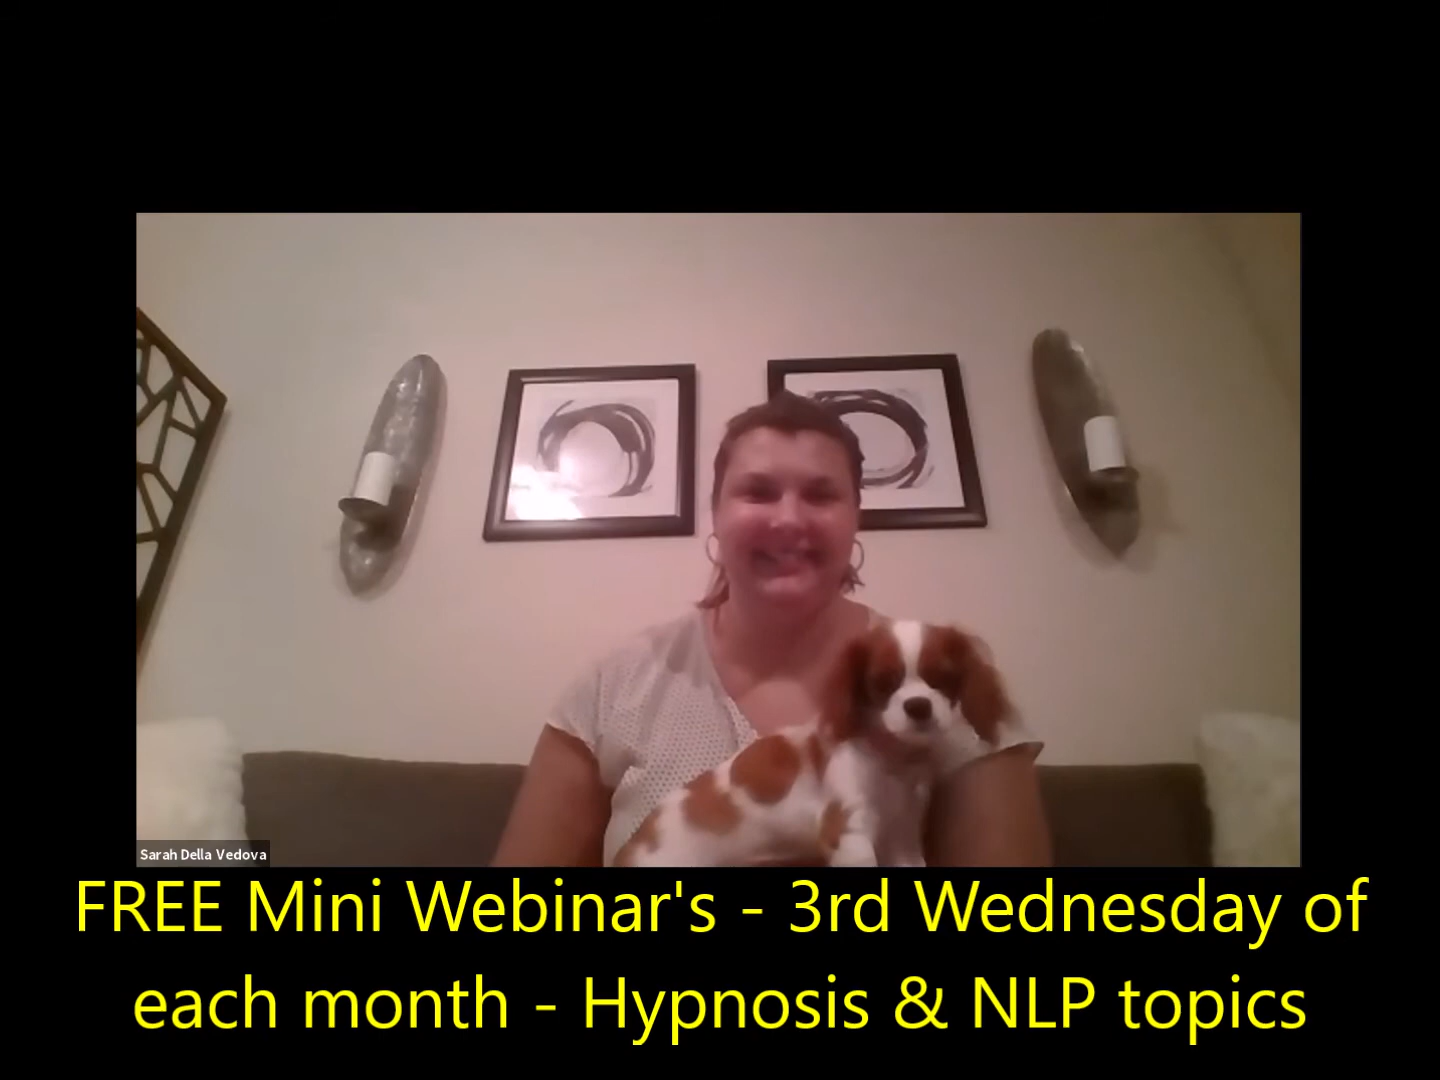 Sarah Della Vedova
FREE Mini Webinar's - 3rd Wednesday of
each month - Hypnosis & NLP topics